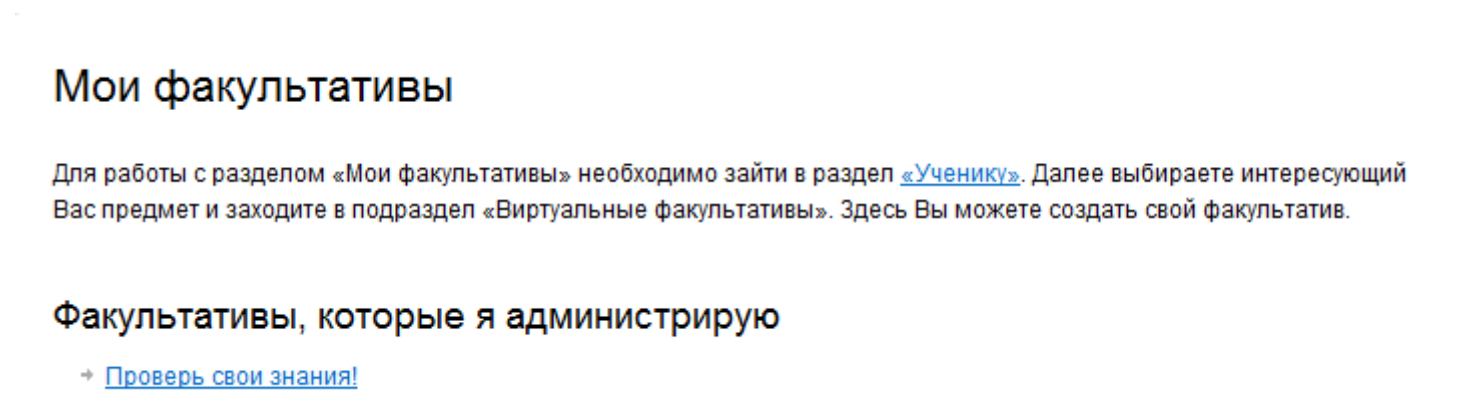 Мои факультативы
Для работы с разделом «Мои факультативы» необходимо зайти в раздел «Ученику». Далее выбираете интересующий
Вас предмет и заходите в подраздел «Виртуальные факультативы». Здесь Вы можете создать свой факультатив.
Факультативы, которые я администрирую
Проверь свои знания!